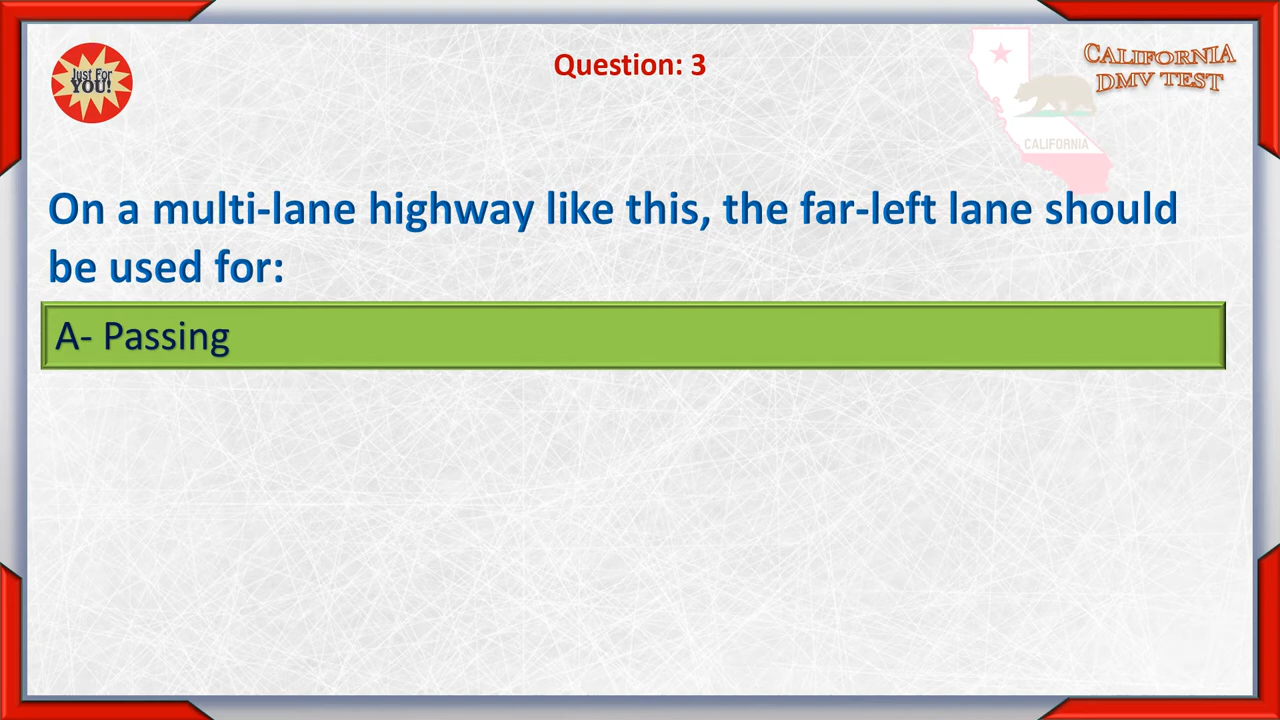 Just For
YOU!
Question: 3
CALIFORNIA
DMV TEST
CALIFORNIA
On a multi-lane highway like this, the far-left lane should
be used for:
A- Passing